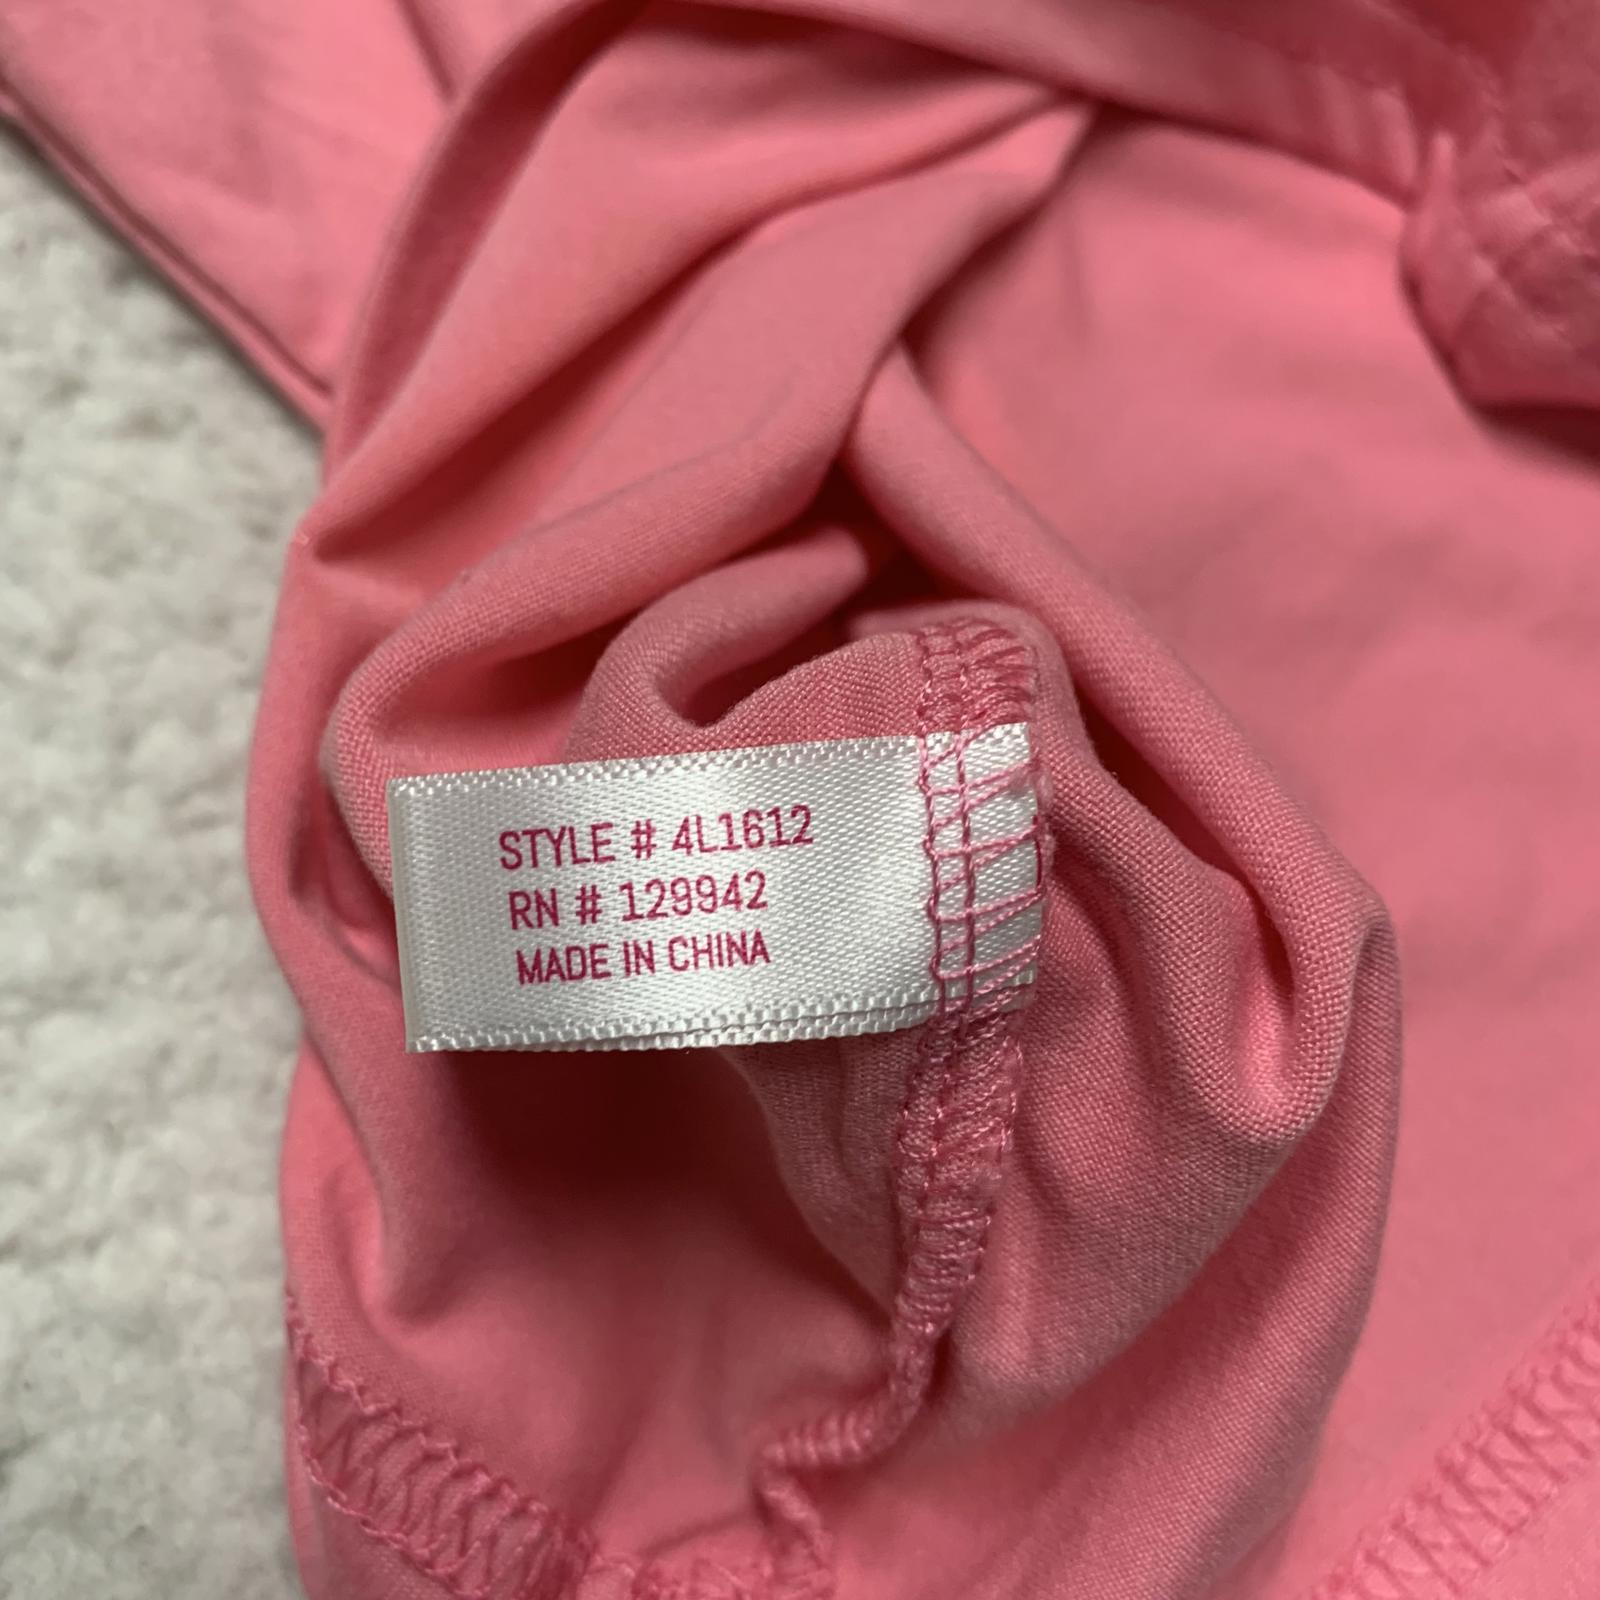 STYLE # 4L1612
RN # 129942
MADE IN CHINA